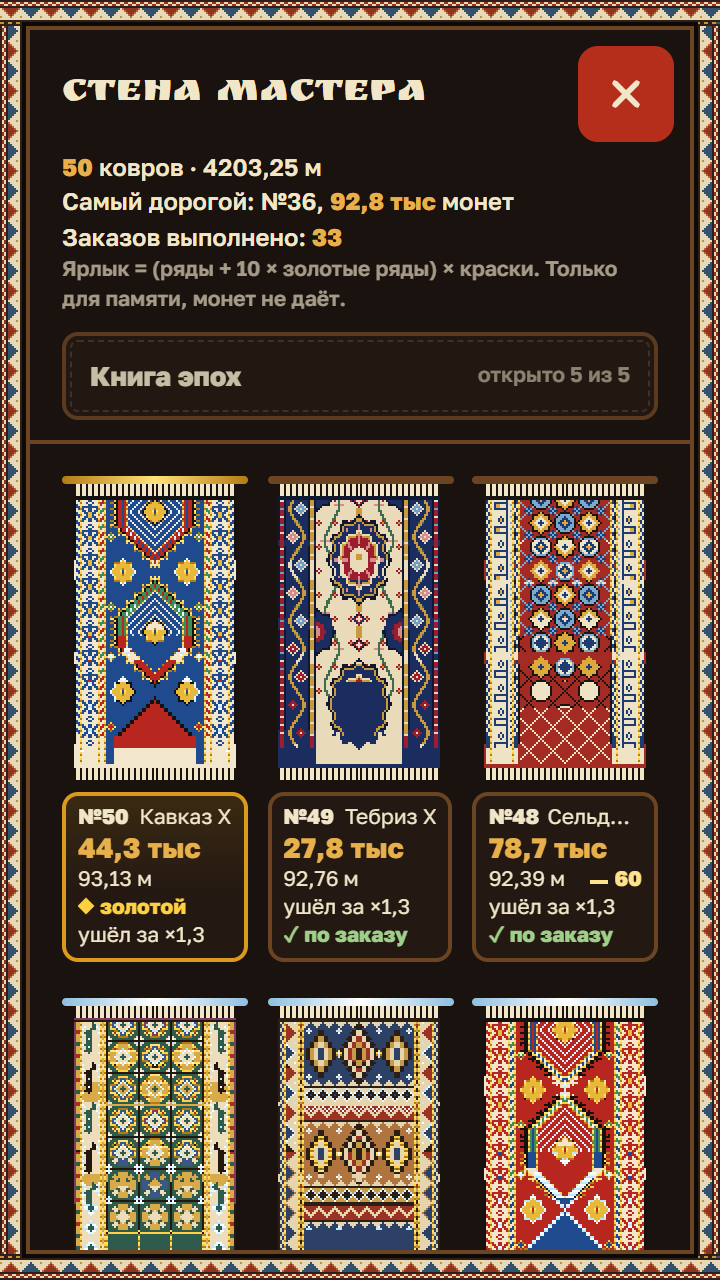 СТЕНА МАСТЕРА
50 ковров · 4203,25 м
Самый дорогой: №36, 92,8 тыс монет
Заказов выполнено: 33
Ярлык = (ряды + 10 × золотые ряды) × краски. Только
для памяти, монет не даёт.
Книга эпох
открыто 5 из 5
№50 Кавказ X
44,3 тыс
93,13 м
◆ золотой
ушёл за ×1,3
№49 Тебриз X
27,8 тыс
92,76 м
ушёл за ×1,3
✓ по заказу
№48 Сельд...
78,7 тыс
92,39 м — 60
ушёл за ×1,3
✓ по заказу